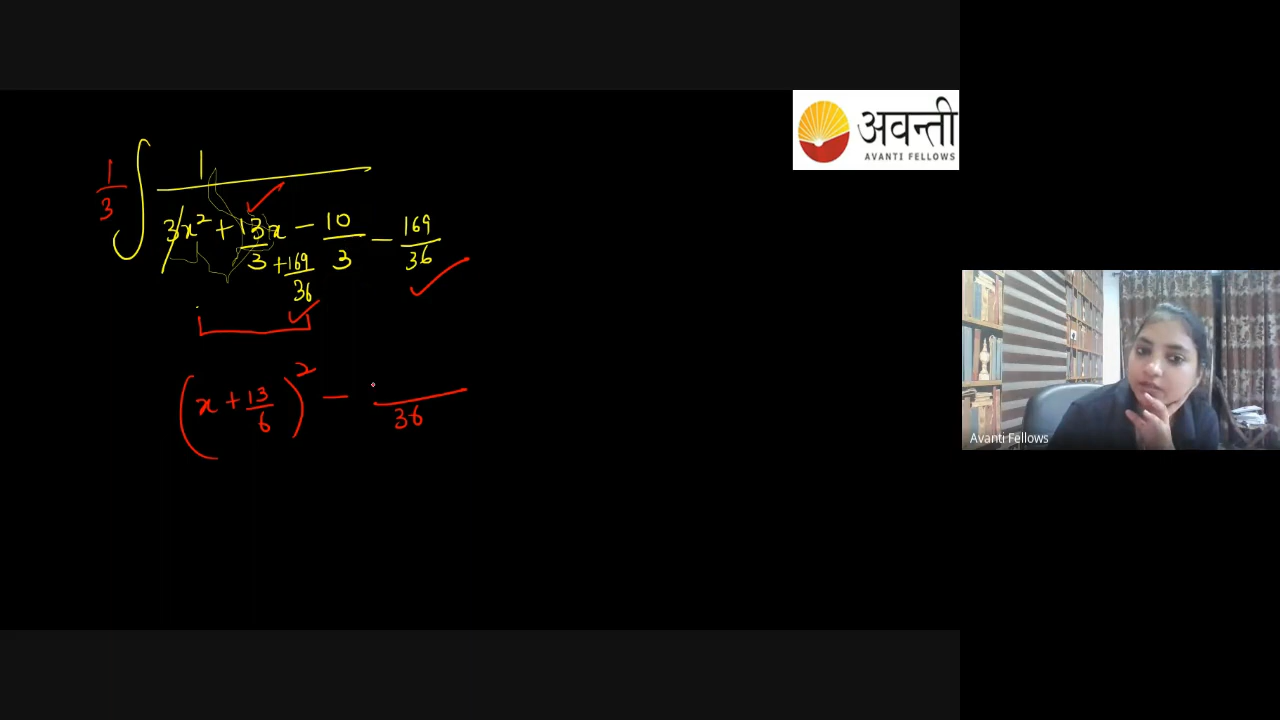 अवन्ती
AVANTI FELLOWS
1/3 ∫ 1
3x² + 13/3 x + 169/36 − 10/3 − 169/36
(x + 13/6)² − /36
Avanti Fellows